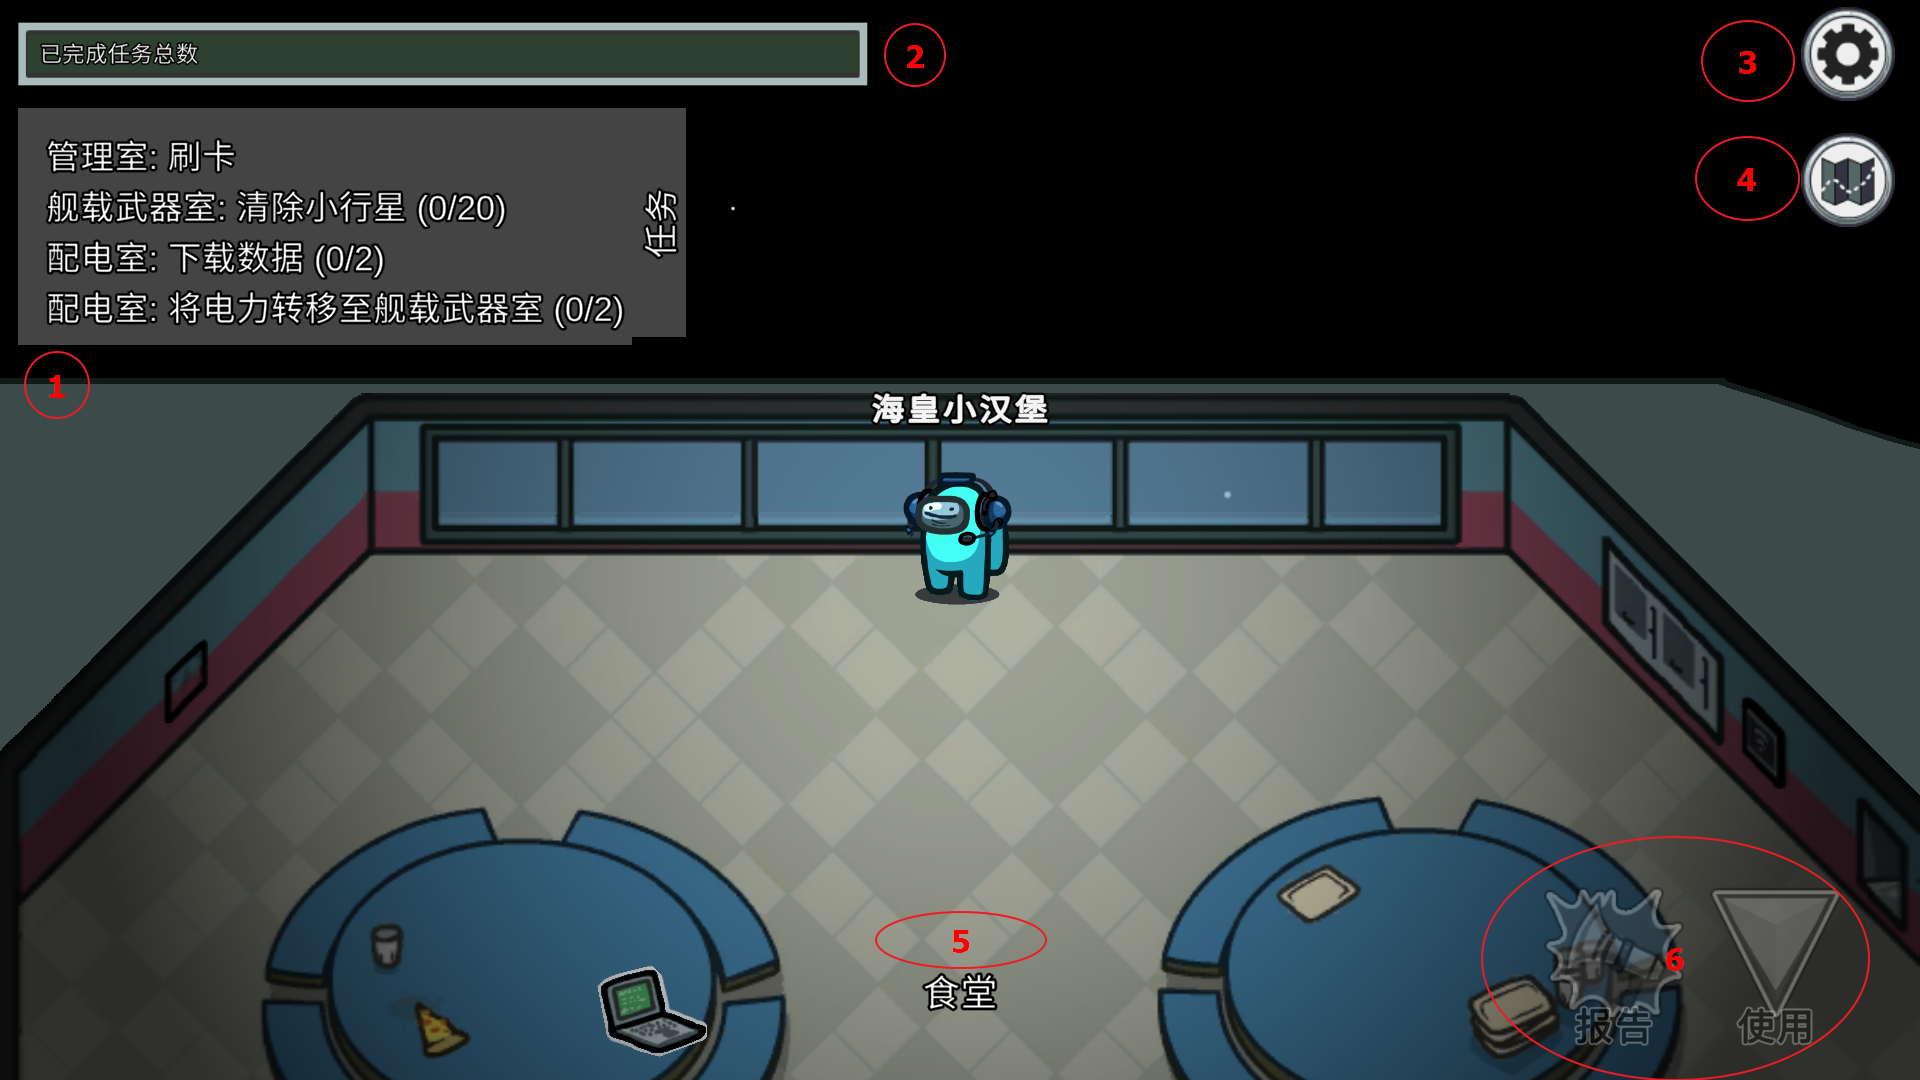 已完成任务总数
2
3
管理室: 刷卡
舰载武器室: 清除小行星 (0/20)
配电室: 下载数据 (0/2)
配电室: 将电力转移至舰载武器室 (0/2)
任务
4
1
海皇小汉堡
5
食堂
6
报告
使用